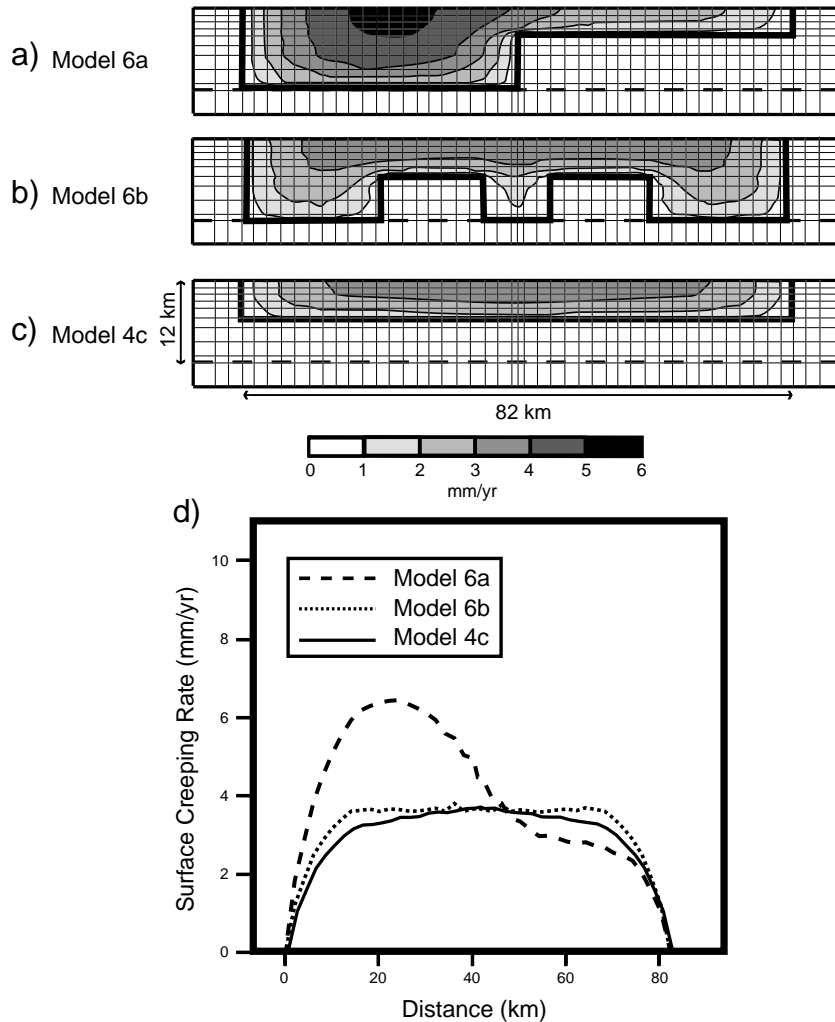 a) Model 6a
b) Model 6b
c) Model 4c
12 km
82 km
0 1 2 3 4 5 6
mm/yr
d)
Model 6a
Model 6b
Model 4c
Surface Creeping Rate (mm/yr)
10
8
6
4
2
0
0 20 40 60 80
Distance (km)